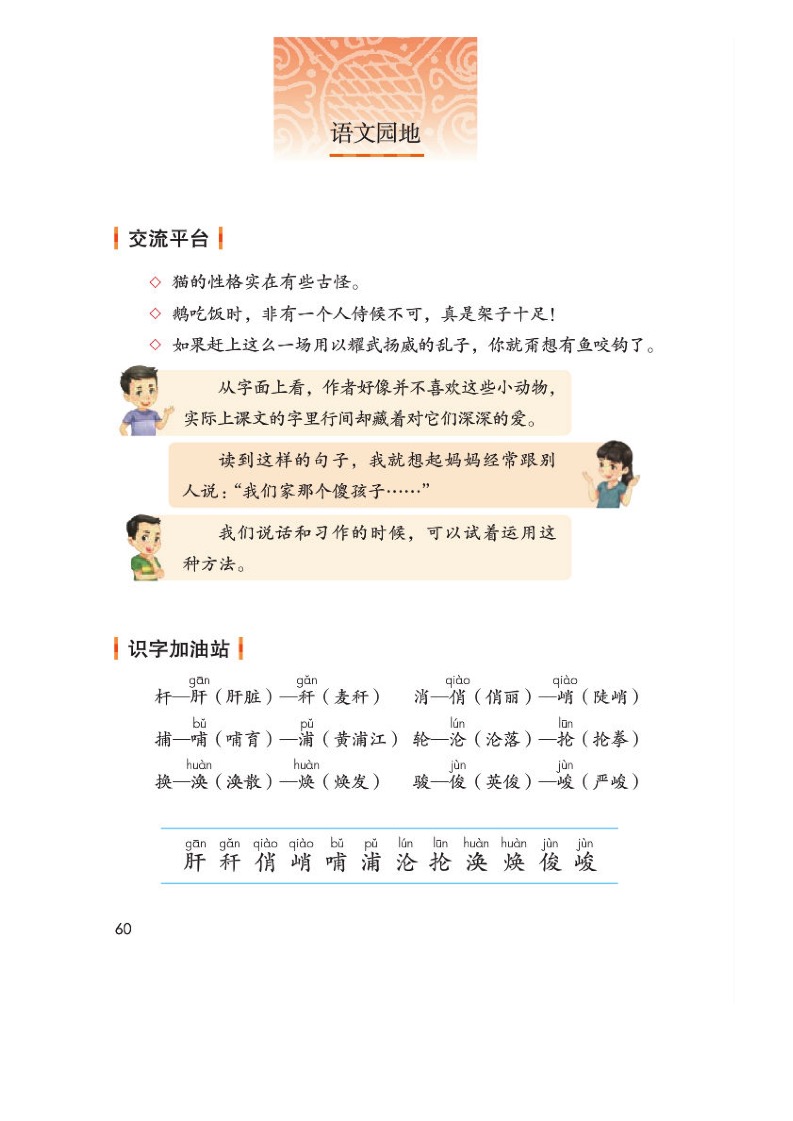 语文园地
交流平台
◇ 猫的性格实在有些古怪。
◇ 鹅吃饭时，非有一个人侍候不可，真是架子十足！
◇ 如果赶上这么一场用以耀武扬威的乱子，你就甭想有鱼咬钩了。
从字面上看，作者好像并不喜欢这些小动物，
实际上课文的字里行间却藏着对它们深深的爱。
读到这样的句子，我就想起妈妈经常跟别
人说：“我们家那个傻孩子……”
我们说话和习作的时候，可以试着运用这
种方法。
识字加油站
gān gǎn qiào qiào
杆—肝（肝脏）—秆（麦秆） 消—俏（俏丽）—峭（陡峭）
bǔ pǔ lún lūn
捕—哺（哺育）—浦（黄浦江） 轮—沦（沦落）—抡（抡拳）
huàn huàn jùn jùn
换—涣（涣散）—焕（焕发） 骏—俊（英俊）—峻（严峻）
gān gǎn qiào qiào bǔ pǔ lún lūn huàn huàn jùn jùn
肝 秆 俏 峭 哺 浦 沦 抡 涣 焕 俊 峻
60